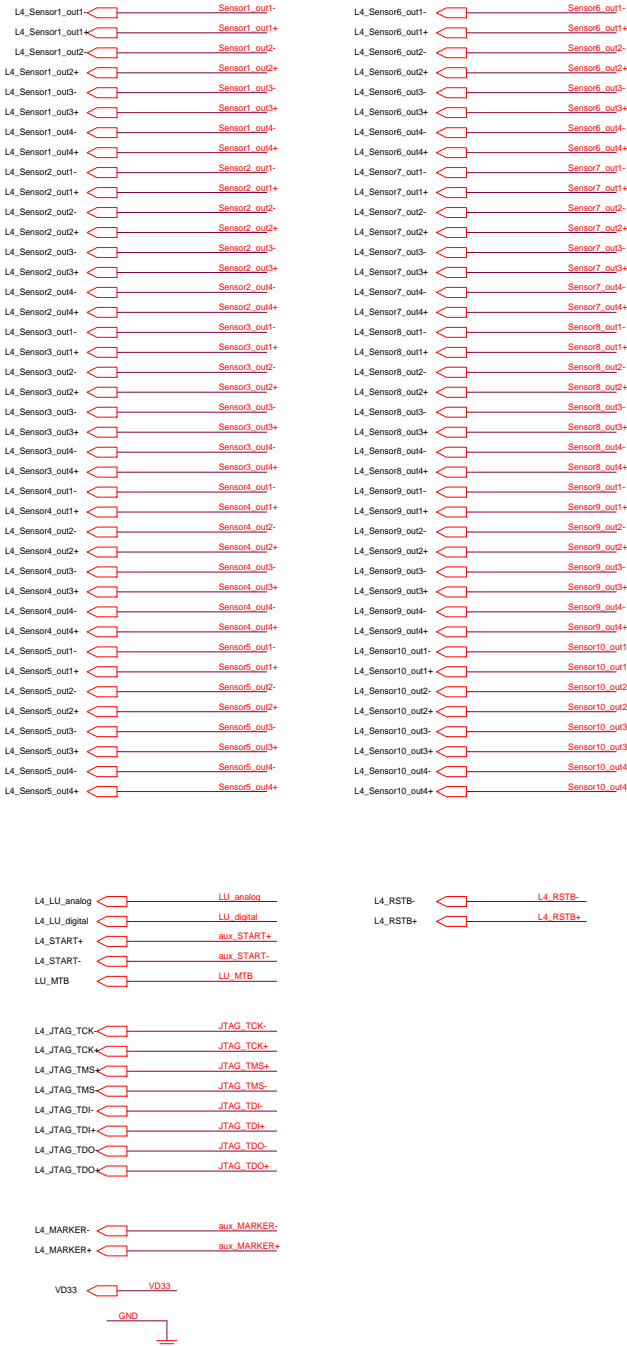 L4_Sensor1_out1- Sensor1_out1-
L4_Sensor1_out1+ Sensor1_out1+
L4_Sensor1_out2- Sensor1_out2-
L4_Sensor1_out2+ Sensor1_out2+
L4_Sensor1_out3- Sensor1_out3-
L4_Sensor1_out3+ Sensor1_out3+
L4_Sensor1_out4- Sensor1_out4-
L4_Sensor1_out4+ Sensor1_out4+
L4_Sensor2_out1- Sensor2_out1-
L4_Sensor2_out1+ Sensor2_out1+
L4_Sensor2_out2- Sensor2_out2-
L4_Sensor2_out2+ Sensor2_out2+
L4_Sensor2_out3- Sensor2_out3-
L4_Sensor2_out3+ Sensor2_out3+
L4_Sensor2_out4- Sensor2_out4-
L4_Sensor2_out4+ Sensor2_out4+
L4_Sensor3_out1- Sensor3_out1-
L4_Sensor3_out1+ Sensor3_out1+
L4_Sensor3_out2- Sensor3_out2-
L4_Sensor3_out2+ Sensor3_out2+
L4_Sensor3_out3- Sensor3_out3-
L4_Sensor3_out3+ Sensor3_out3+
L4_Sensor3_out4- Sensor3_out4-
L4_Sensor3_out4+ Sensor3_out4+
L4_Sensor4_out1- Sensor4_out1-
L4_Sensor4_out1+ Sensor4_out1+
L4_Sensor4_out2- Sensor4_out2-
L4_Sensor4_out2+ Sensor4_out2+
L4_Sensor4_out3- Sensor4_out3-
L4_Sensor4_out3+ Sensor4_out3+
L4_Sensor4_out4- Sensor4_out4-
L4_Sensor4_out4+ Sensor4_out4+
L4_Sensor5_out1- Sensor5_out1-
L4_Sensor5_out1+ Sensor5_out1+
L4_Sensor5_out2- Sensor5_out2-
L4_Sensor5_out2+ Sensor5_out2+
L4_Sensor5_out3- Sensor5_out3-
L4_Sensor5_out3+ Sensor5_out3+
L4_Sensor5_out4- Sensor5_out4-
L4_Sensor5_out4+ Sensor5_out4+
L4_Sensor6_out1- Sensor6_out1-
L4_Sensor6_out1+ Sensor6_out1+
L4_Sensor6_out2- Sensor6_out2-
L4_Sensor6_out2+ Sensor6_out2+
L4_Sensor6_out3- Sensor6_out3-
L4_Sensor6_out3+ Sensor6_out3+
L4_Sensor6_out4- Sensor6_out4-
L4_Sensor6_out4+ Sensor6_out4+
L4_Sensor7_out1- Sensor7_out1-
L4_Sensor7_out1+ Sensor7_out1+
L4_Sensor7_out2- Sensor7_out2-
L4_Sensor7_out2+ Sensor7_out2+
L4_Sensor7_out3- Sensor7_out3-
L4_Sensor7_out3+ Sensor7_out3+
L4_Sensor7_out4- Sensor7_out4-
L4_Sensor7_out4+ Sensor7_out4+
L4_Sensor8_out1- Sensor8_out1-
L4_Sensor8_out1+ Sensor8_out1+
L4_Sensor8_out2- Sensor8_out2-
L4_Sensor8_out2+ Sensor8_out2+
L4_Sensor8_out3- Sensor8_out3-
L4_Sensor8_out3+ Sensor8_out3+
L4_Sensor8_out4- Sensor8_out4-
L4_Sensor8_out4+ Sensor8_out4+
L4_Sensor9_out1- Sensor9_out1-
L4_Sensor9_out1+ Sensor9_out1+
L4_Sensor9_out2- Sensor9_out2-
L4_Sensor9_out2+ Sensor9_out2+
L4_Sensor9_out3- Sensor9_out3-
L4_Sensor9_out3+ Sensor9_out3+
L4_Sensor9_out4- Sensor9_out4-
L4_Sensor9_out4+ Sensor9_out4+
L4_Sensor10_out1- Sensor10_out1
L4_Sensor10_out1+ Sensor10_out1
L4_Sensor10_out2- Sensor10_out2
L4_Sensor10_out2+ Sensor10_out2
L4_Sensor10_out3- Sensor10_out3
L4_Sensor10_out3+ Sensor10_out3
L4_Sensor10_out4- Sensor10_out4
L4_Sensor10_out4+ Sensor10_out4
L4_LU_analog LU_analog
L4_LU_digital LU_digital
L4_START+ aux_START+
L4_START- aux_START-
LU_MTB LU_MTB
L4_RSTB- L4_RSTB-
L4_RSTB+ L4_RSTB+
L4_JTAG_TCK- JTAG_TCK-
L4_JTAG_TCK+ JTAG_TCK+
L4_JTAG_TMS+ JTAG_TMS+
L4_JTAG_TMS- JTAG_TMS-
L4_JTAG_TDI- JTAG_TDI-
L4_JTAG_TDI+ JTAG_TDI+
L4_JTAG_TDO- JTAG_TDO-
L4_JTAG_TDO+ JTAG_TDO+
L4_MARKER- aux_MARKER-
L4_MARKER+ aux_MARKER+
VD33 VD33
GND